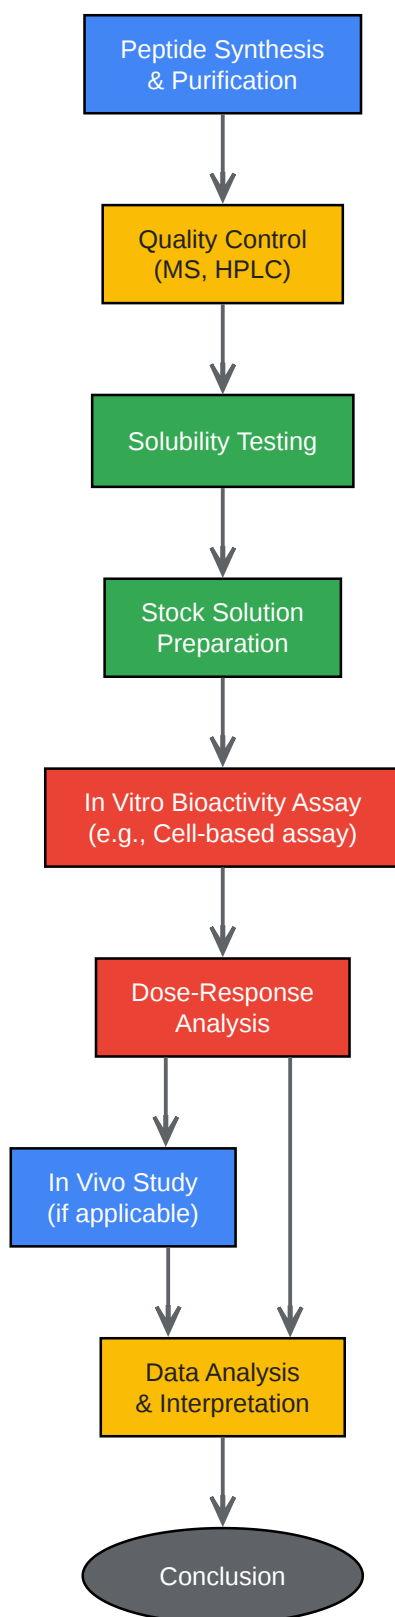 Peptide Synthesis
& Purification
Quality Control
(MS, HPLC)
Solubility Testing
Stock Solution
Preparation
In Vitro Bioactivity Assay
(e.g., Cell-based assay)
Dose-Response
Analysis
In Vivo Study
(if applicable)
Data Analysis
& Interpretation
Conclusion